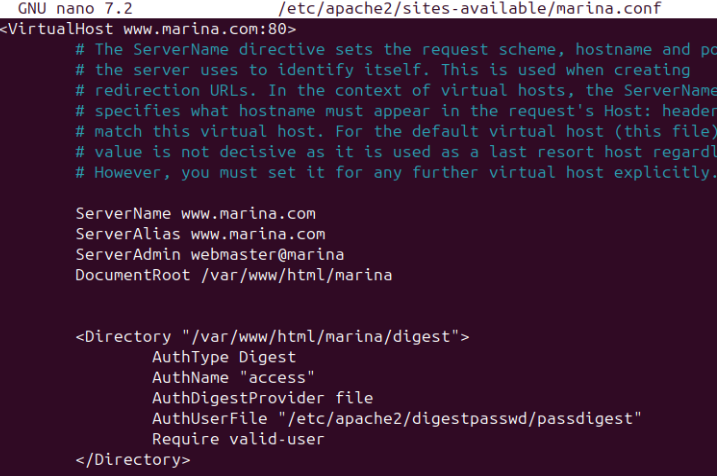 GNU nano 7.2 /etc/apache2/sites-available/marina.conf
<VirtualHost www.marina.com:80>
# The ServerName directive sets the request scheme, hostname and po
# the server uses to identify itself. This is used when creating
# redirection URLs. In the context of virtual hosts, the ServerName
# specifies what hostname must appear in the request's Host: header
# match this virtual host. For the default virtual host (this file)
# value is not decisive as it is used as a last resort host regardl
# However, you must set it for any further virtual host explicitly.
ServerName www.marina.com
ServerAlias www.marina.com
ServerAdmin webmaster@marina
DocumentRoot /var/www/html/marina
<Directory "/var/www/html/marina/digest">
AuthType Digest
AuthName "access"
AuthDigestProvider file
AuthUserFile "/etc/apache2/digestpasswd/passdigest"
Require valid-user
</Directory>